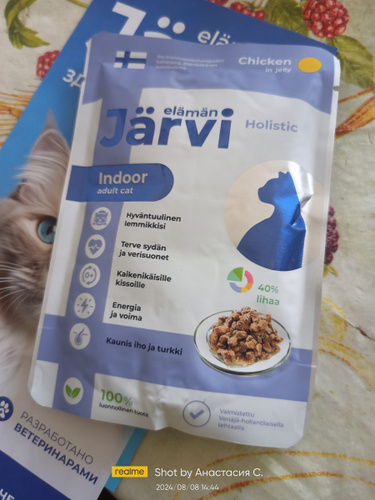 Chicken
in jelly
elämän
Järvi
Holistic
Indoor
adult cat
Hyväntuulinen
lemmikkisi
Terve sydän
ja verisuonet
Kaikenikäisille
kissoille
Energia
ja voima
Kaunis iho ja turkki
40%
lihaa
100%
luonnollinen tuote
Valmistettu
Venäjä-hollantilaisella
tehtaalla
РАЗРАБОТАНО
ВЕТЕРИНАРАМИ
realme
Shot by Анастасия С.
2024/08/08 14:44